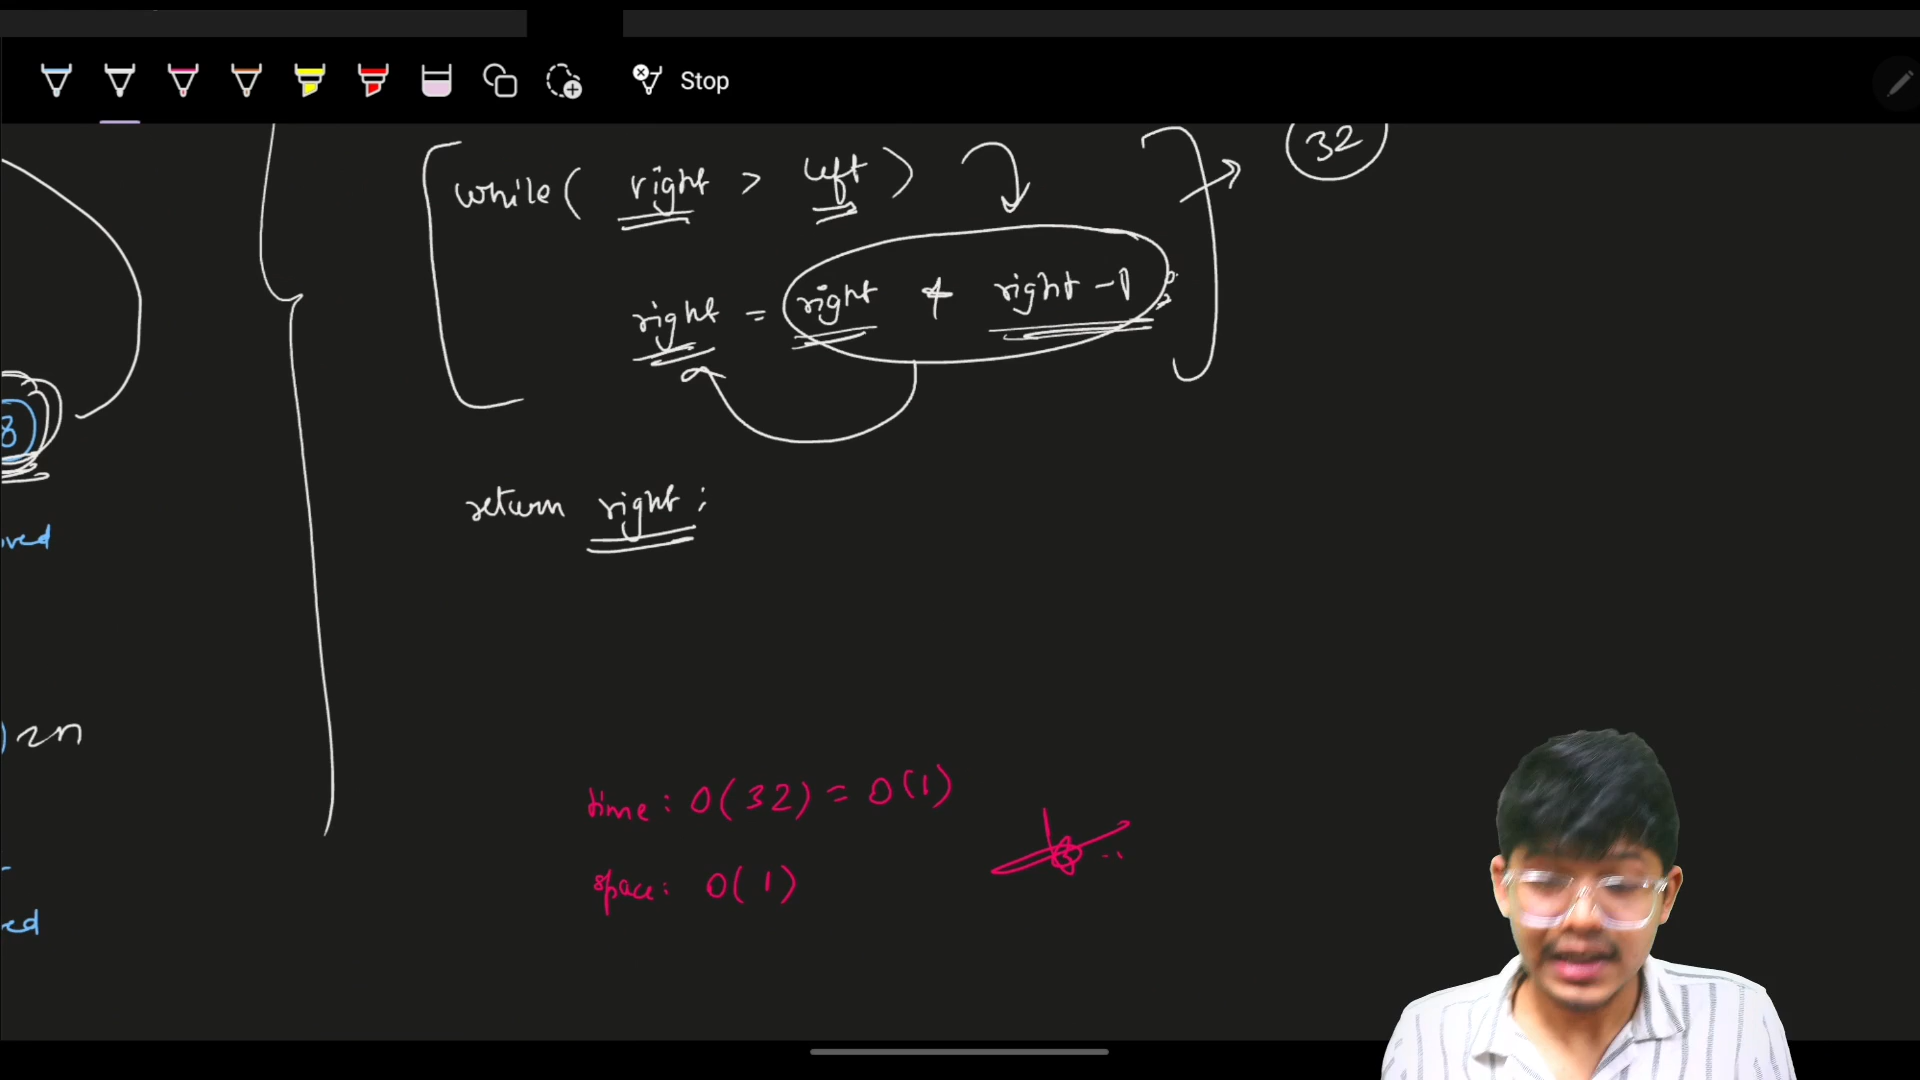 Stop
32
while ( right > left )
right = right & right - 1 ;
8
return right ;
ved
2n
time : O(32) = O(1)
space : O(1)
ed